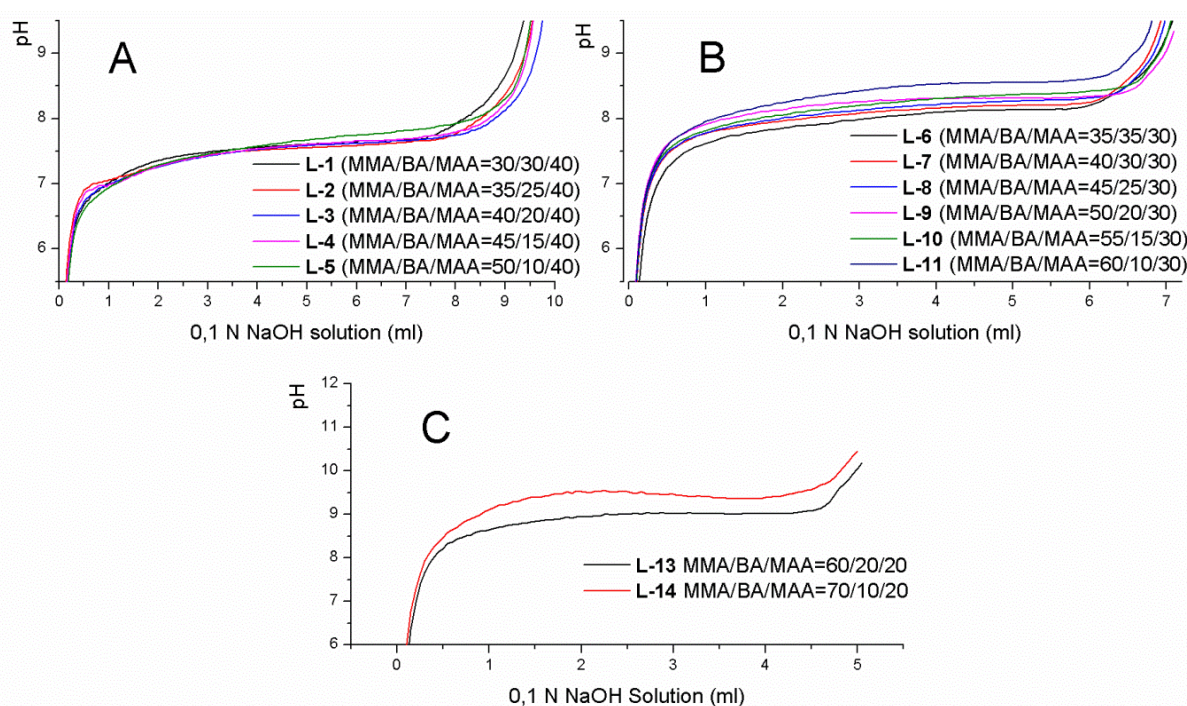 pH
A
9
8
7
6
L-1 (MMA/BA/MAA=30/30/40)
L-2 (MMA/BA/MAA=35/25/40)
L-3 (MMA/BA/MAA=40/20/40)
L-4 (MMA/BA/MAA=45/15/40)
L-5 (MMA/BA/MAA=50/10/40)
0 1 2 3 4 5 6 7 8 9 10
0,1 N NaOH solution (ml)
pH
B
9
8
7
6
L-6 (MMA/BA/MAA=35/35/30)
L-7 (MMA/BA/MAA=40/30/30)
L-8 (MMA/BA/MAA=45/25/30)
L-9 (MMA/BA/MAA=50/20/30)
L-10 (MMA/BA/MAA=55/15/30)
L-11 (MMA/BA/MAA=60/10/30)
0 1 2 3 4 5 6 7
0,1 N NaOH solution (ml)
pH
C
12
11
10
9
8
7
6
L-13 MMA/BA/MAA=60/20/20
L-14 MMA/BA/MAA=70/10/20
0 1 2 3 4 5
0,1 N NaOH Solution (ml)